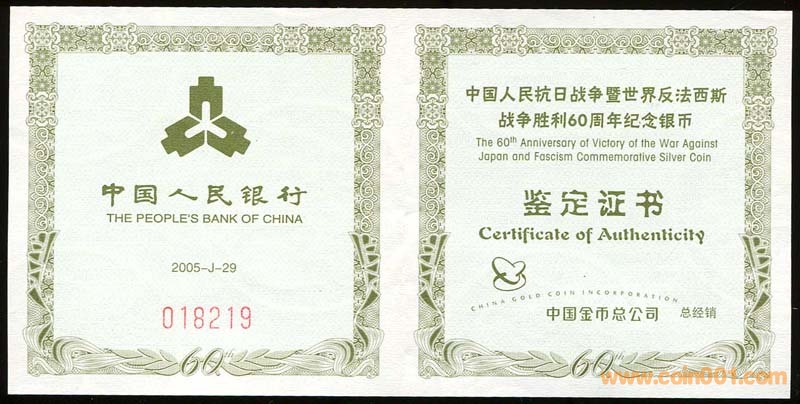 中国人民银行
THE PEOPLE'S BANK OF CHINA
2005-J-29
018219
60th
中国人民抗日战争暨世界反法西斯
战争胜利60周年纪念银币
The 60th Anniversary of Victory of the War Against
Japan and Fascism Commemorative Silver Coin
鉴定证书
Certificate of Authenticity
CHINA GOLD COIN INCORPORATION
中国金币总公司 总经销
60th
www.coin001.com